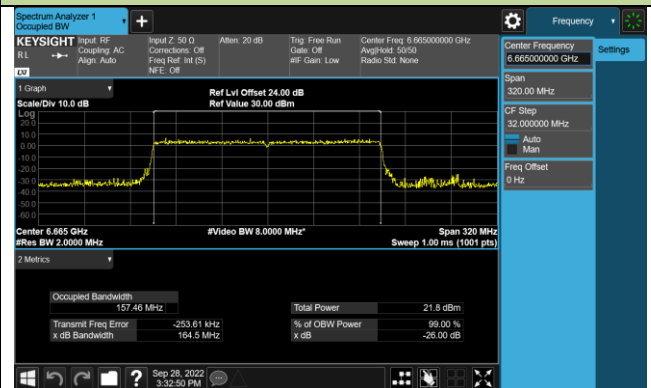 Spectrum Analyzer 1
Occupied BW
Frequency
KEYSIGHT
RL
LXI
Input: RF
Coupling: AC
Align: Auto
Input Z: 50 Ω
Corrections: Off
Freq Ref: Int (S)
NFE: Off
Atten: 20 dB
Trig: Free Run
Gate: Off
#IF Gain: Low
Center Freq: 6.665000000 GHz
Avg|Hold: 50/50
Radio Std: None
Center Frequency
6.665000000 GHz
Settings
Span
320.00 MHz
CF Step
32.000000 MHz
Auto
Man
Freq Offset
0 Hz
1 Graph
Scale/Div 10.0 dB
Ref Lvl Offset 24.00 dB
Ref Value 30.00 dBm
Log
20.0
10.0
0.00
-10.0
-20.0
-30.0
-40.0
-50.0
-60.0
Center 6.665 GHz
#Res BW 2.0000 MHz
#Video BW 8.0000 MHz*
Span 320 MHz
Sweep 1.00 ms (1001 pts)
2 Metrics
Occupied Bandwidth
157.46 MHz
Total Power 21.8 dBm
Transmit Freq Error -253.61 kHz
% of OBW Power 99.00 %
x dB Bandwidth 164.5 MHz
x dB -26.00 dB
Sep 28, 2022
3:32:50 PM